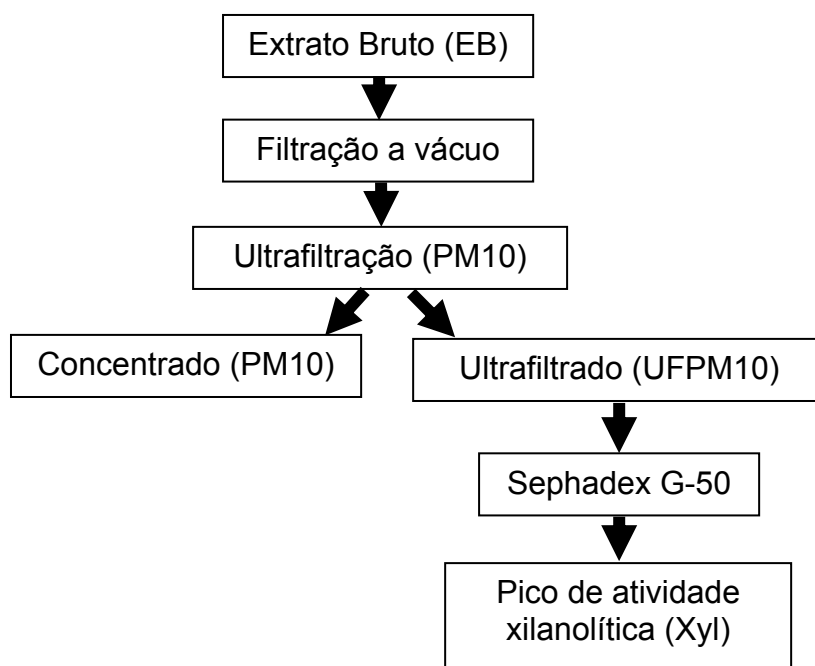 Extrato Bruto (EB)
Filtração a vácuo
Ultrafiltração (PM10)
Concentrado (PM10)
Ultrafiltrado (UFPM10)
Sephadex G-50
Pico de atividade
xilanolítica (Xyl)